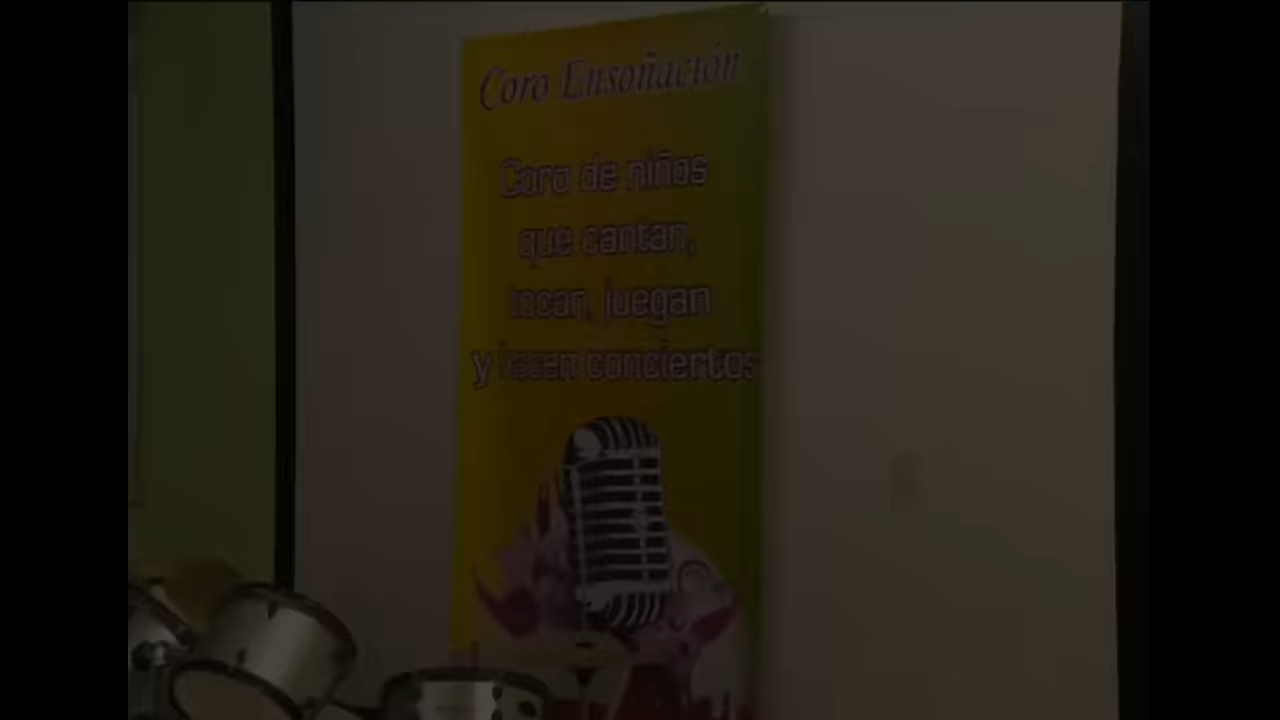 Coro Ensoñación
Coro de niños
que cantan,
tocan, juegan
y hacen conciertos